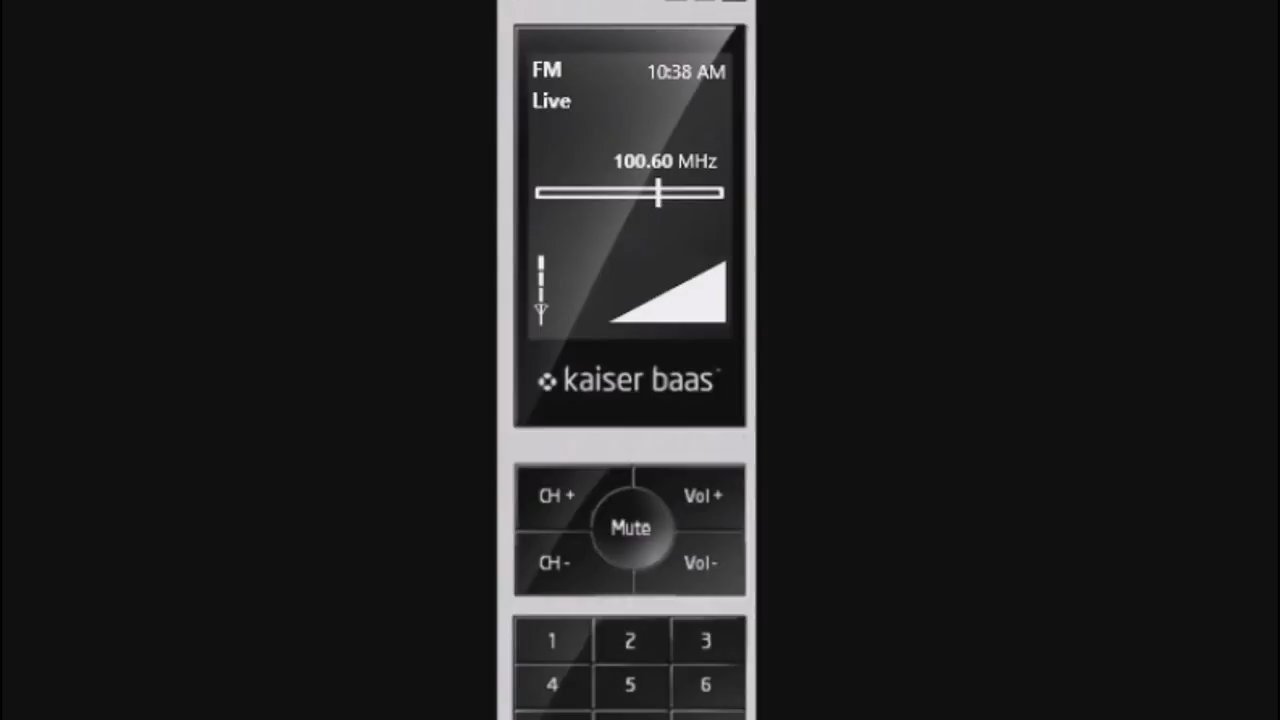 FM 10:38 AM
Live
100.60 MHz
kaiser baas™
CH + Vol +
Mute
CH - Vol -
1 2 3
4 5 6